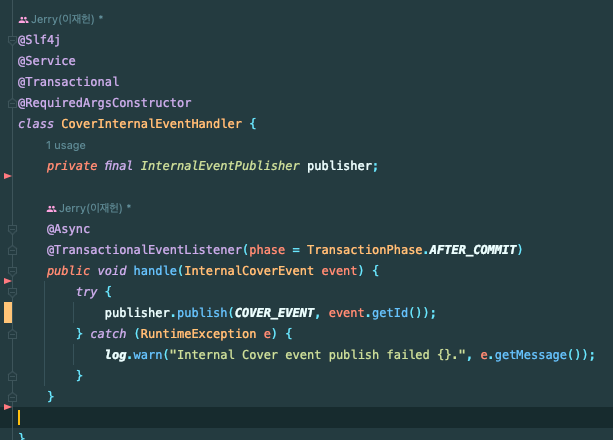 Jerry(이재헌) *
@Slf4j
@Service
@Transactional
@RequiredArgsConstructor
class CoverInternalEventHandler {
1 usage
private final InternalEventPublisher publisher;
Jerry(이재헌) *
@Async
@TransactionalEventListener(phase = TransactionPhase.AFTER_COMMIT)
public void handle(InternalCoverEvent event) {
try {
publisher.publish(COVER_EVENT, event.getId());
} catch (RuntimeException e) {
log.warn("Internal Cover event publish failed {}.", e.getMessage());
}
}
}